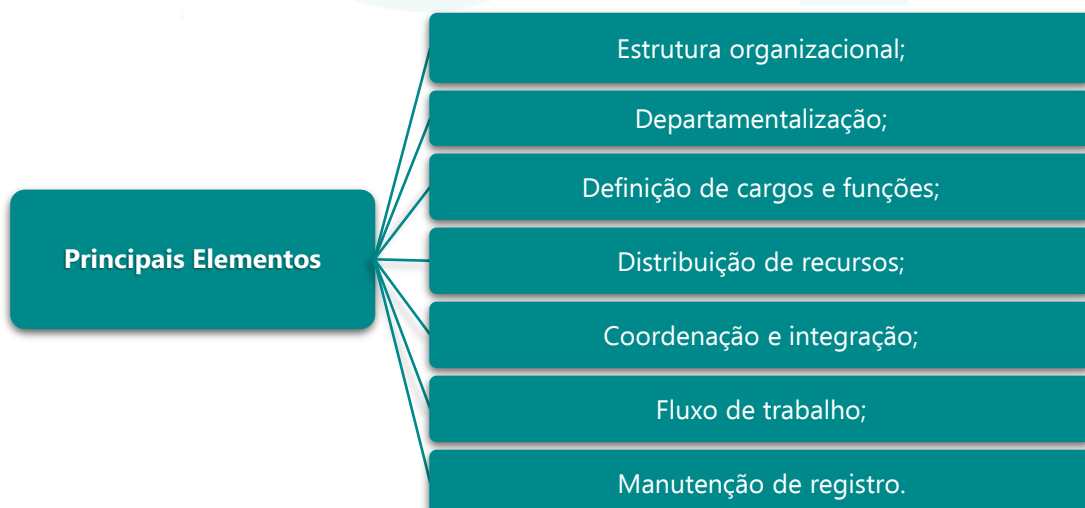 Principais Elementos
Estrutura organizacional;
Departamentalização;
Definição de cargos e funções;
Distribuição de recursos;
Coordenação e integração;
Fluxo de trabalho;
Manutenção de registro.